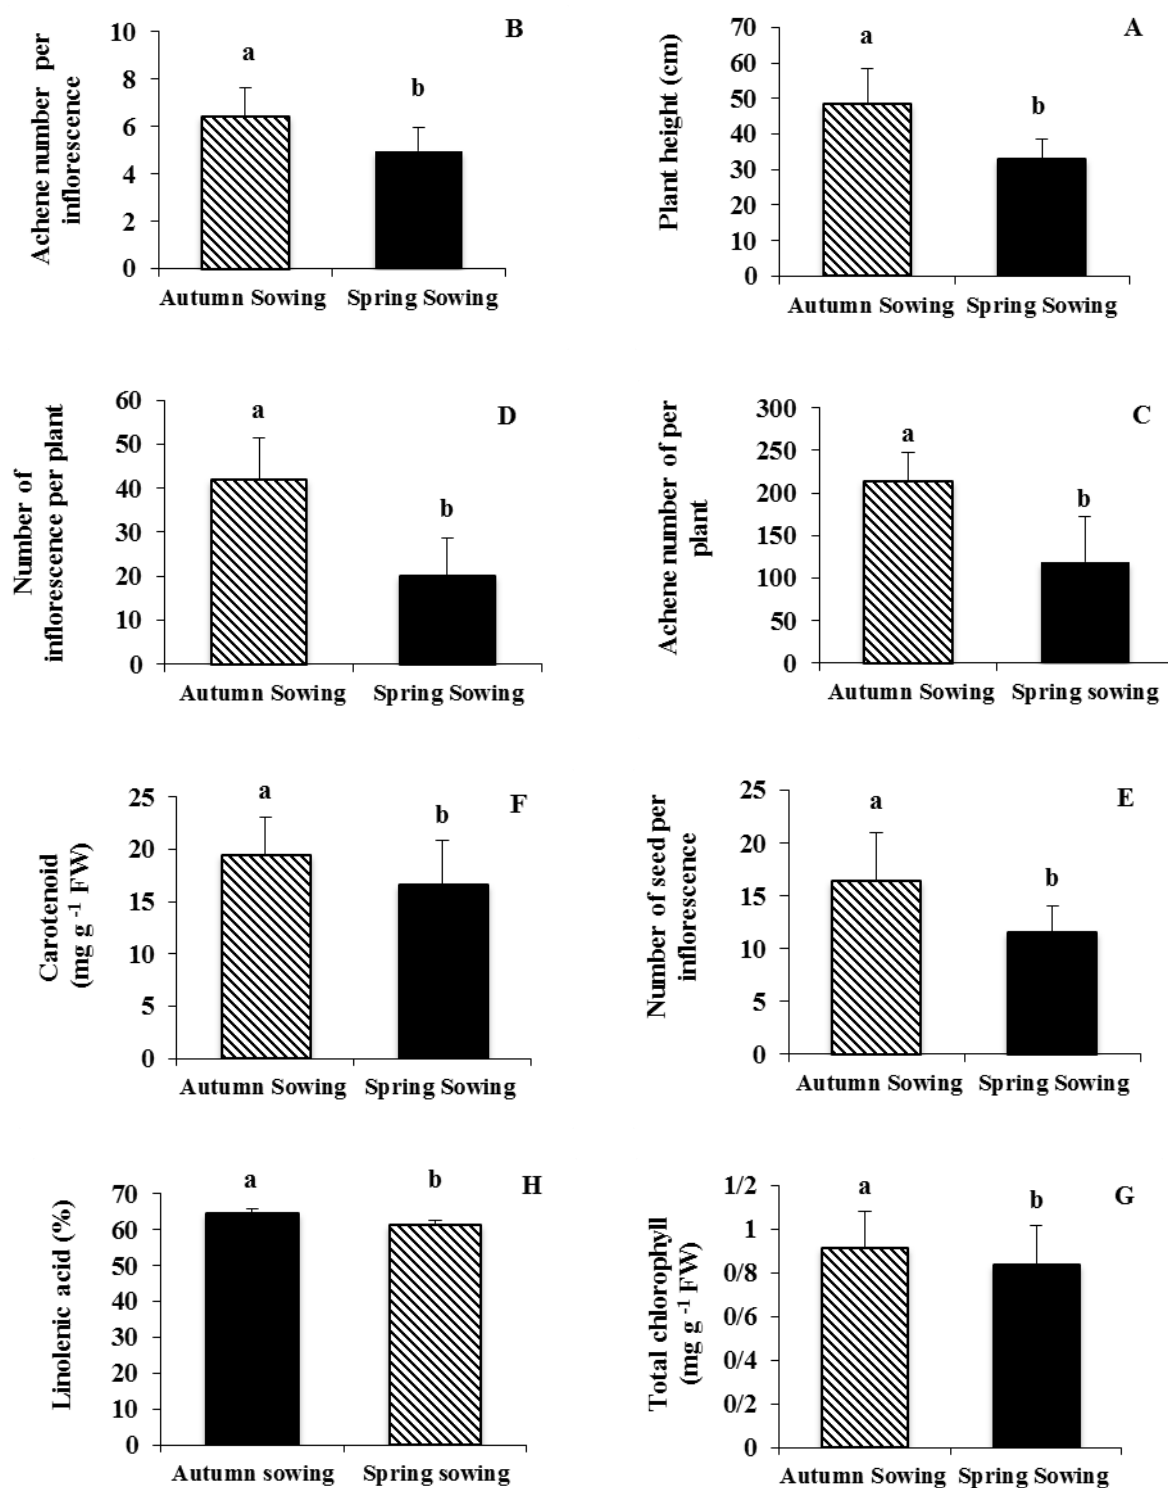 B
Achene number per
inflorescence
10
8
6
4
2
0
a
b
Autumn Sowing Spring Sowing
A
Plant height (cm)
70
60
50
40
30
20
10
0
a
b
Autumn Sowing Spring Sowing
D
Number of
inflorescence per plant
60
50
40
30
20
10
0
a
b
Autumn Sowing Spring Sowing
C
Achene number of per
plant
300
250
200
150
100
50
0
a
b
Autumn Sowing Spring sowing
F
Carotenoid
(mg g -1 FW)
25
20
15
10
5
0
a
b
Autumn Sowing Spring Sowing
E
Number of seed per
inflorescence
25
20
15
10
5
0
a
b
Autumn Sowing Spring Sowing
H
Linolenic acid (%)
70
60
50
40
30
20
10
0
a
b
Autumn sowing Spring sowing
G
Total chlorophyll
(mg g -1 FW)
1/2
1
0/8
0/6
0/4
0/2
0
a
b
Autumn Sowing Spring Sowing